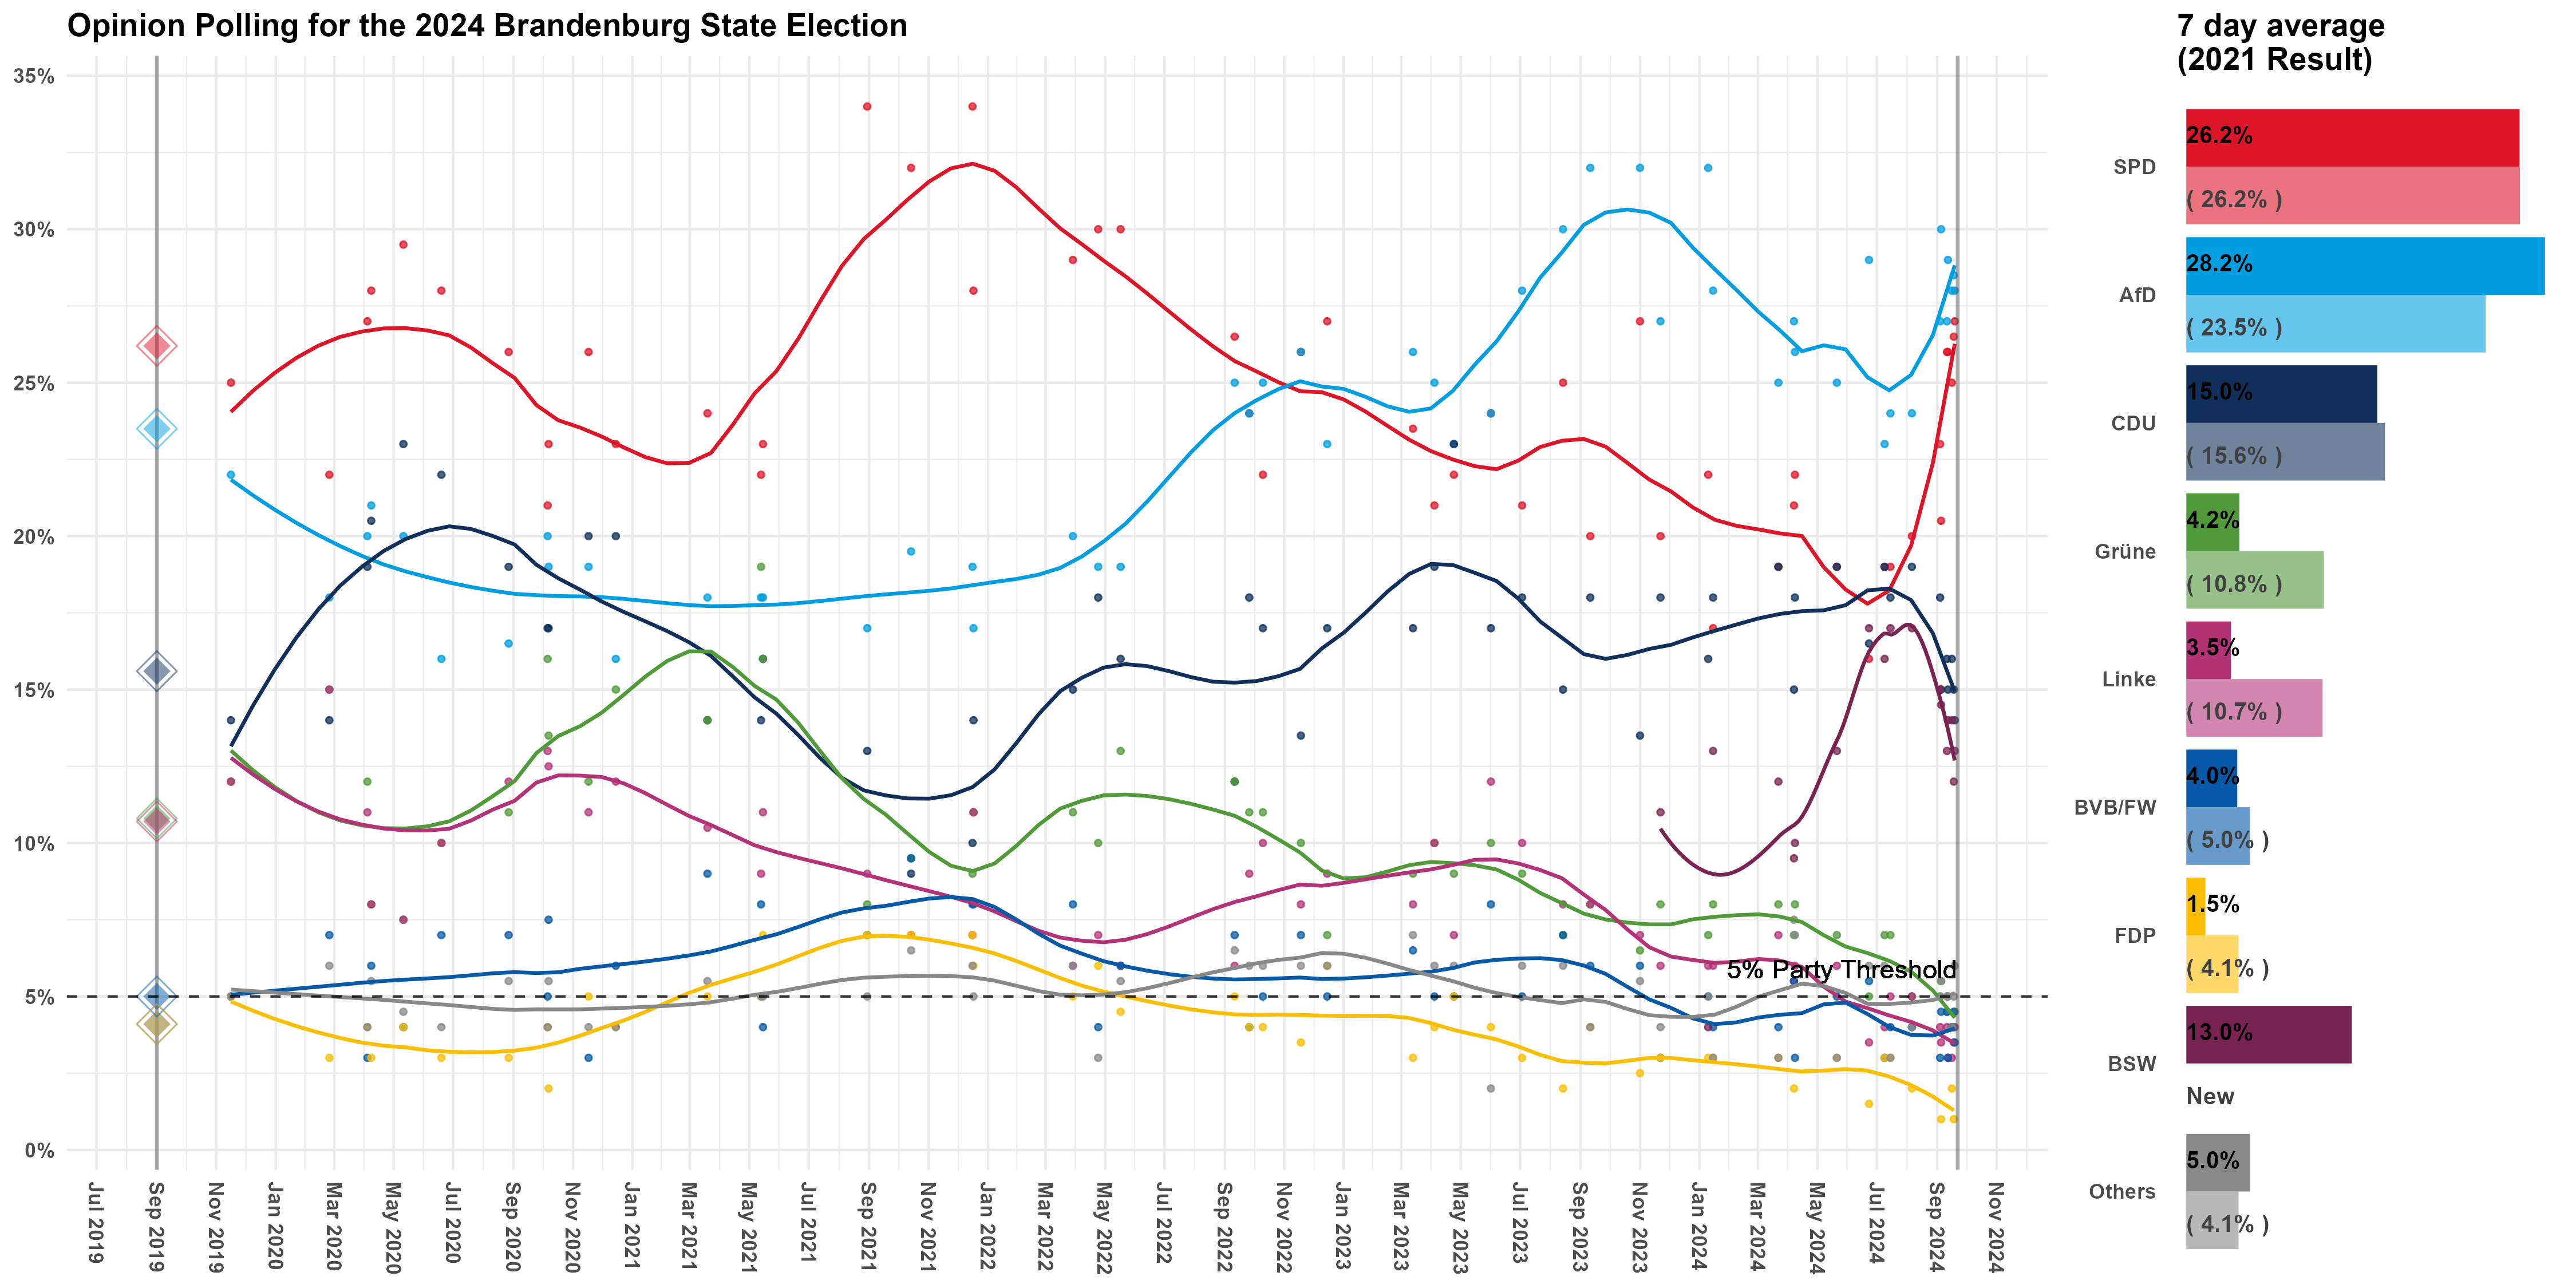 Opinion Polling for the 2024 Brandenburg State Election
35%
30%
25%
20%
15%
10%
5%
0%
5% Party Threshold
Jul 2019
Sep 2019
Nov 2019
Jan 2020
Mar 2020
May 2020
Jul 2020
Sep 2020
Nov 2020
Jan 2021
Mar 2021
May 2021
Jul 2021
Sep 2021
Nov 2021
Jan 2022
Mar 2022
May 2022
Jul 2022
Sep 2022
Nov 2022
Jan 2023
Mar 2023
May 2023
Jul 2023
Sep 2023
Nov 2023
Jan 2024
Mar 2024
May 2024
Jul 2024
Sep 2024
Nov 2024
7 day average
(2021 Result)
SPD
26.2%
( 26.2% )
AfD
28.2%
( 23.5% )
CDU
15.0%
( 15.6% )
Grüne
4.2%
( 10.8% )
Linke
3.5%
( 10.7% )
BVB/FW
4.0%
( 5.0% )
FDP
1.5%
( 4.1% )
BSW
13.0%
New
Others
5.0%
( 4.1% )